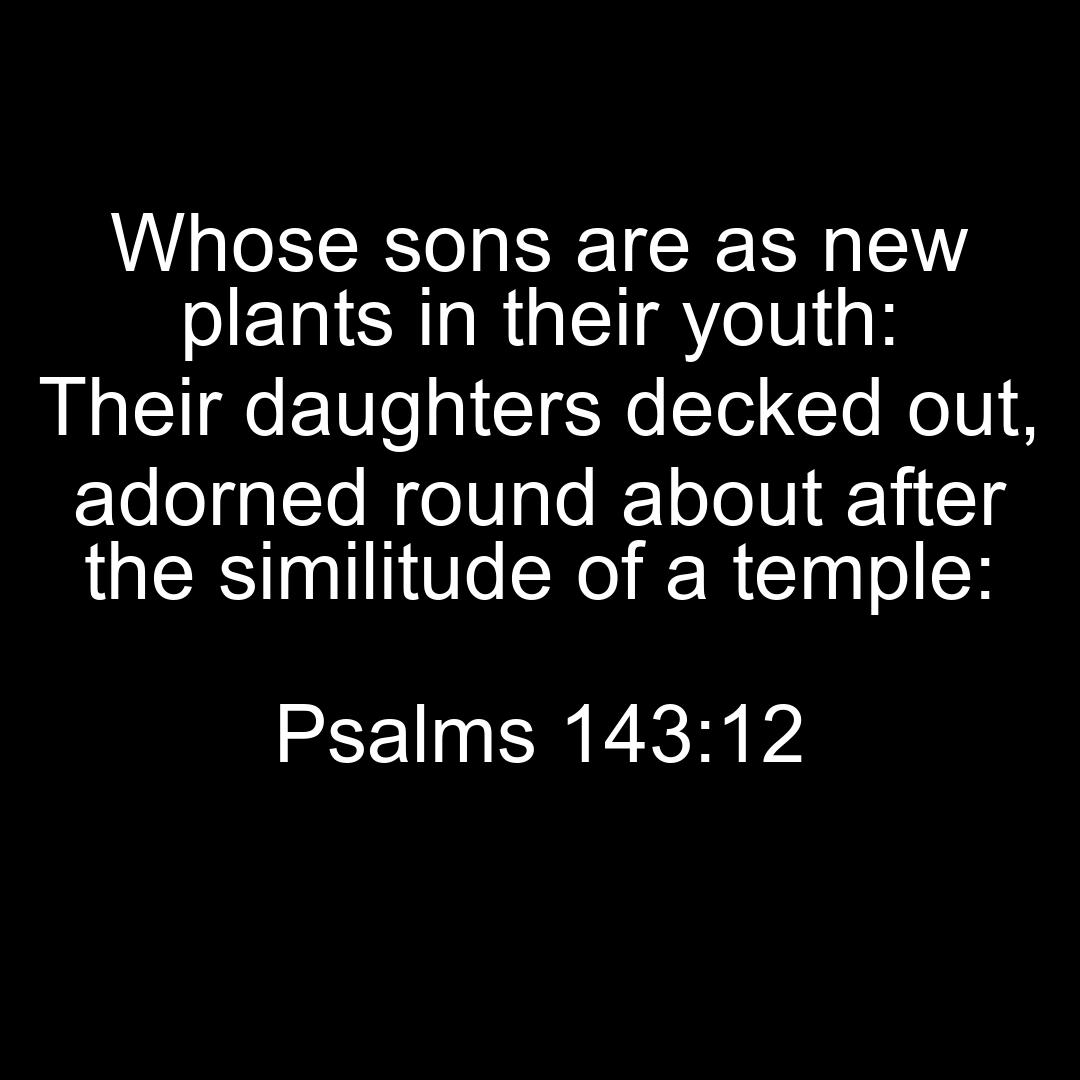 Whose sons are as new
plants in their youth:
Their daughters decked out,
adorned round about after
the similitude of a temple:
Psalms 143:12